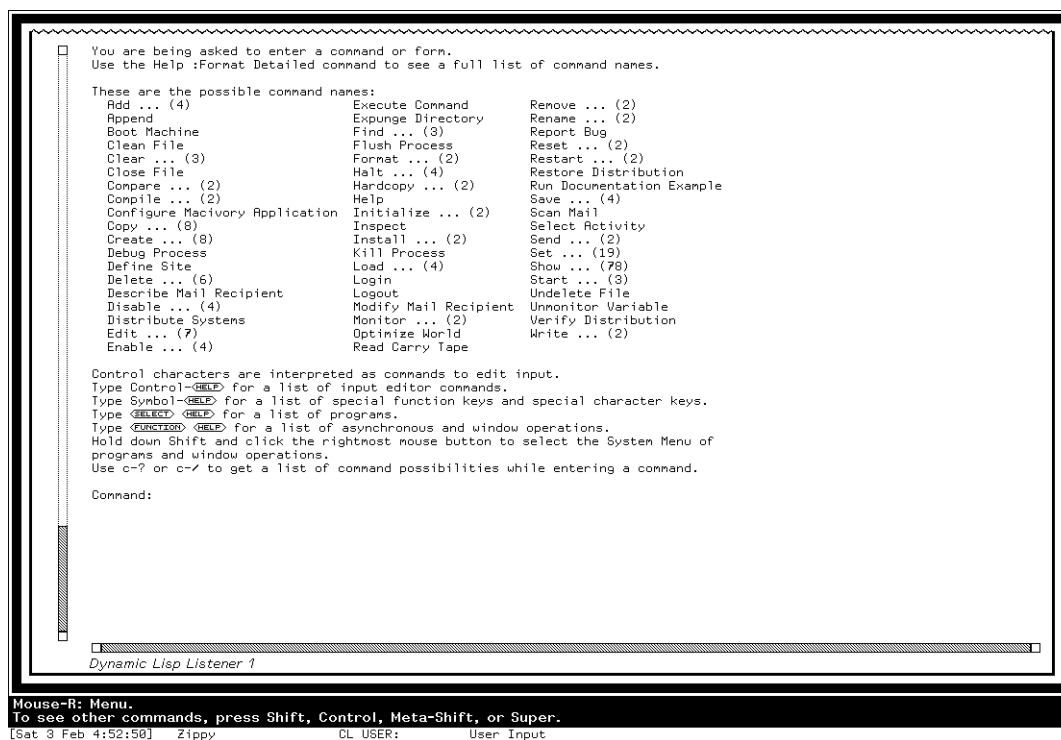 You are being asked to enter a command or form.
Use the Help :Format Detailed command to see a full list of command names.
These are the possible command names:
Add ... (4) Execute Command Remove ... (2)
Append Expunge Directory Rename ... (2)
Boot Machine Find ... (3) Report Bug
Clean File Flush Process Reset ... (2)
Clear ... (3) Format ... (2) Restart ... (2)
Close File Halt ... (4) Restore Distribution
Compare ... (2) Hardcopy ... (2) Run Documentation Example
Compile ... (2) Help Save ... (4)
Configure Macivory Application Initialize ... (2) Scan Mail
Copy ... (8) Inspect Select Activity
Create ... (8) Install ... (2) Send ... (2)
Debug Process Kill Process Set ... (19)
Define Site Load ... (4) Show ... (78)
Delete ... (6) Login Start ... (3)
Describe Mail Recipient Logout Undelete File
Disable ... (4) Modify Mail Recipient Unmonitor Variable
Distribute Systems Monitor ... (2) Verify Distribution
Edit ... (7) Optimize World Write ... (2)
Enable ... (4) Read Carry Tape
Control characters are interpreted as commands to edit input.
Type Control-HELP for a list of input editor commands.
Type Symbol-HELP for a list of special function keys and special character keys.
Type SELECT HELP for a list of programs.
Type FUNCTION HELP for a list of asynchronous and window operations.
Hold down Shift and click the rightmost mouse button to select the System Menu of
programs and window operations.
Use c-? or c-/ to get a list of command possibilities while entering a command.
Command:
Dynamic Lisp Listener 1
Mouse-R: Menu.
To see other commands, press Shift, Control, Meta-Shift, or Super.
[Sat 3 Feb 4:52:50] Zippy CL USER: User Input